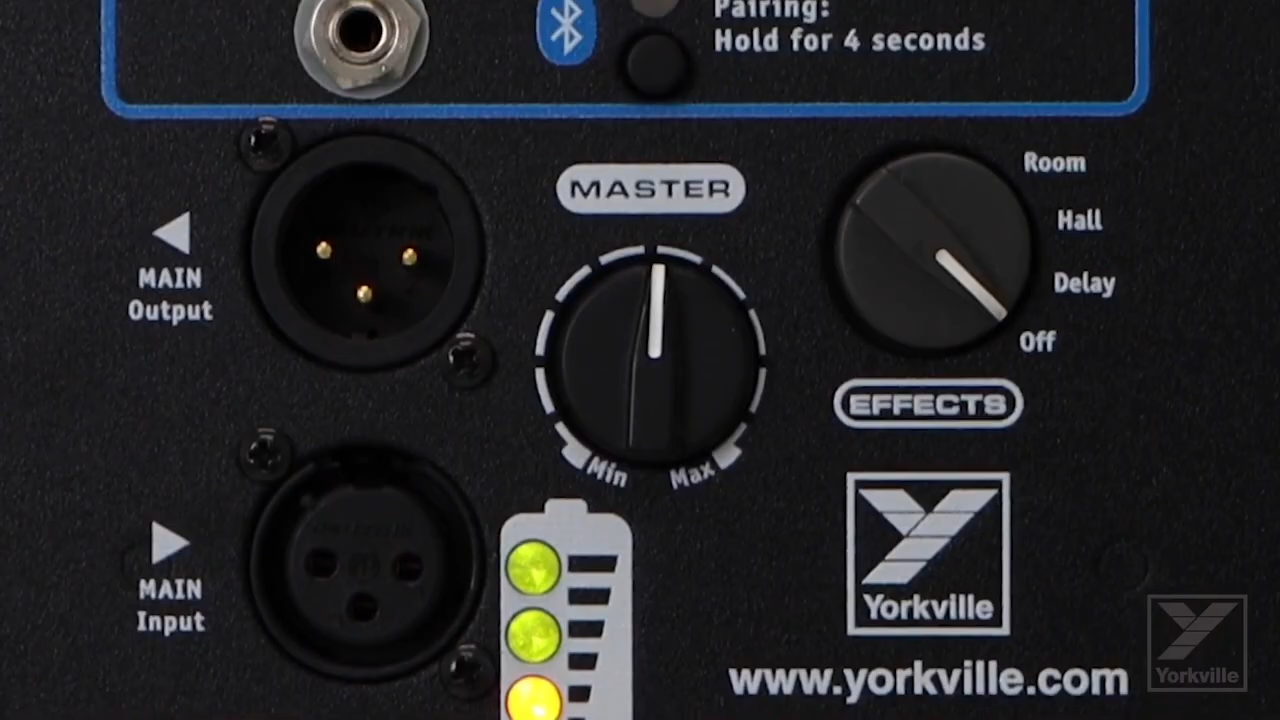 Pairing:
Hold for 4 seconds
MASTER
Room
Hall
Delay
Off
MAIN
Output
EFFECTS
Min
Max
MAIN
Input
Yorkville
www.yorkville.com
Yorkville